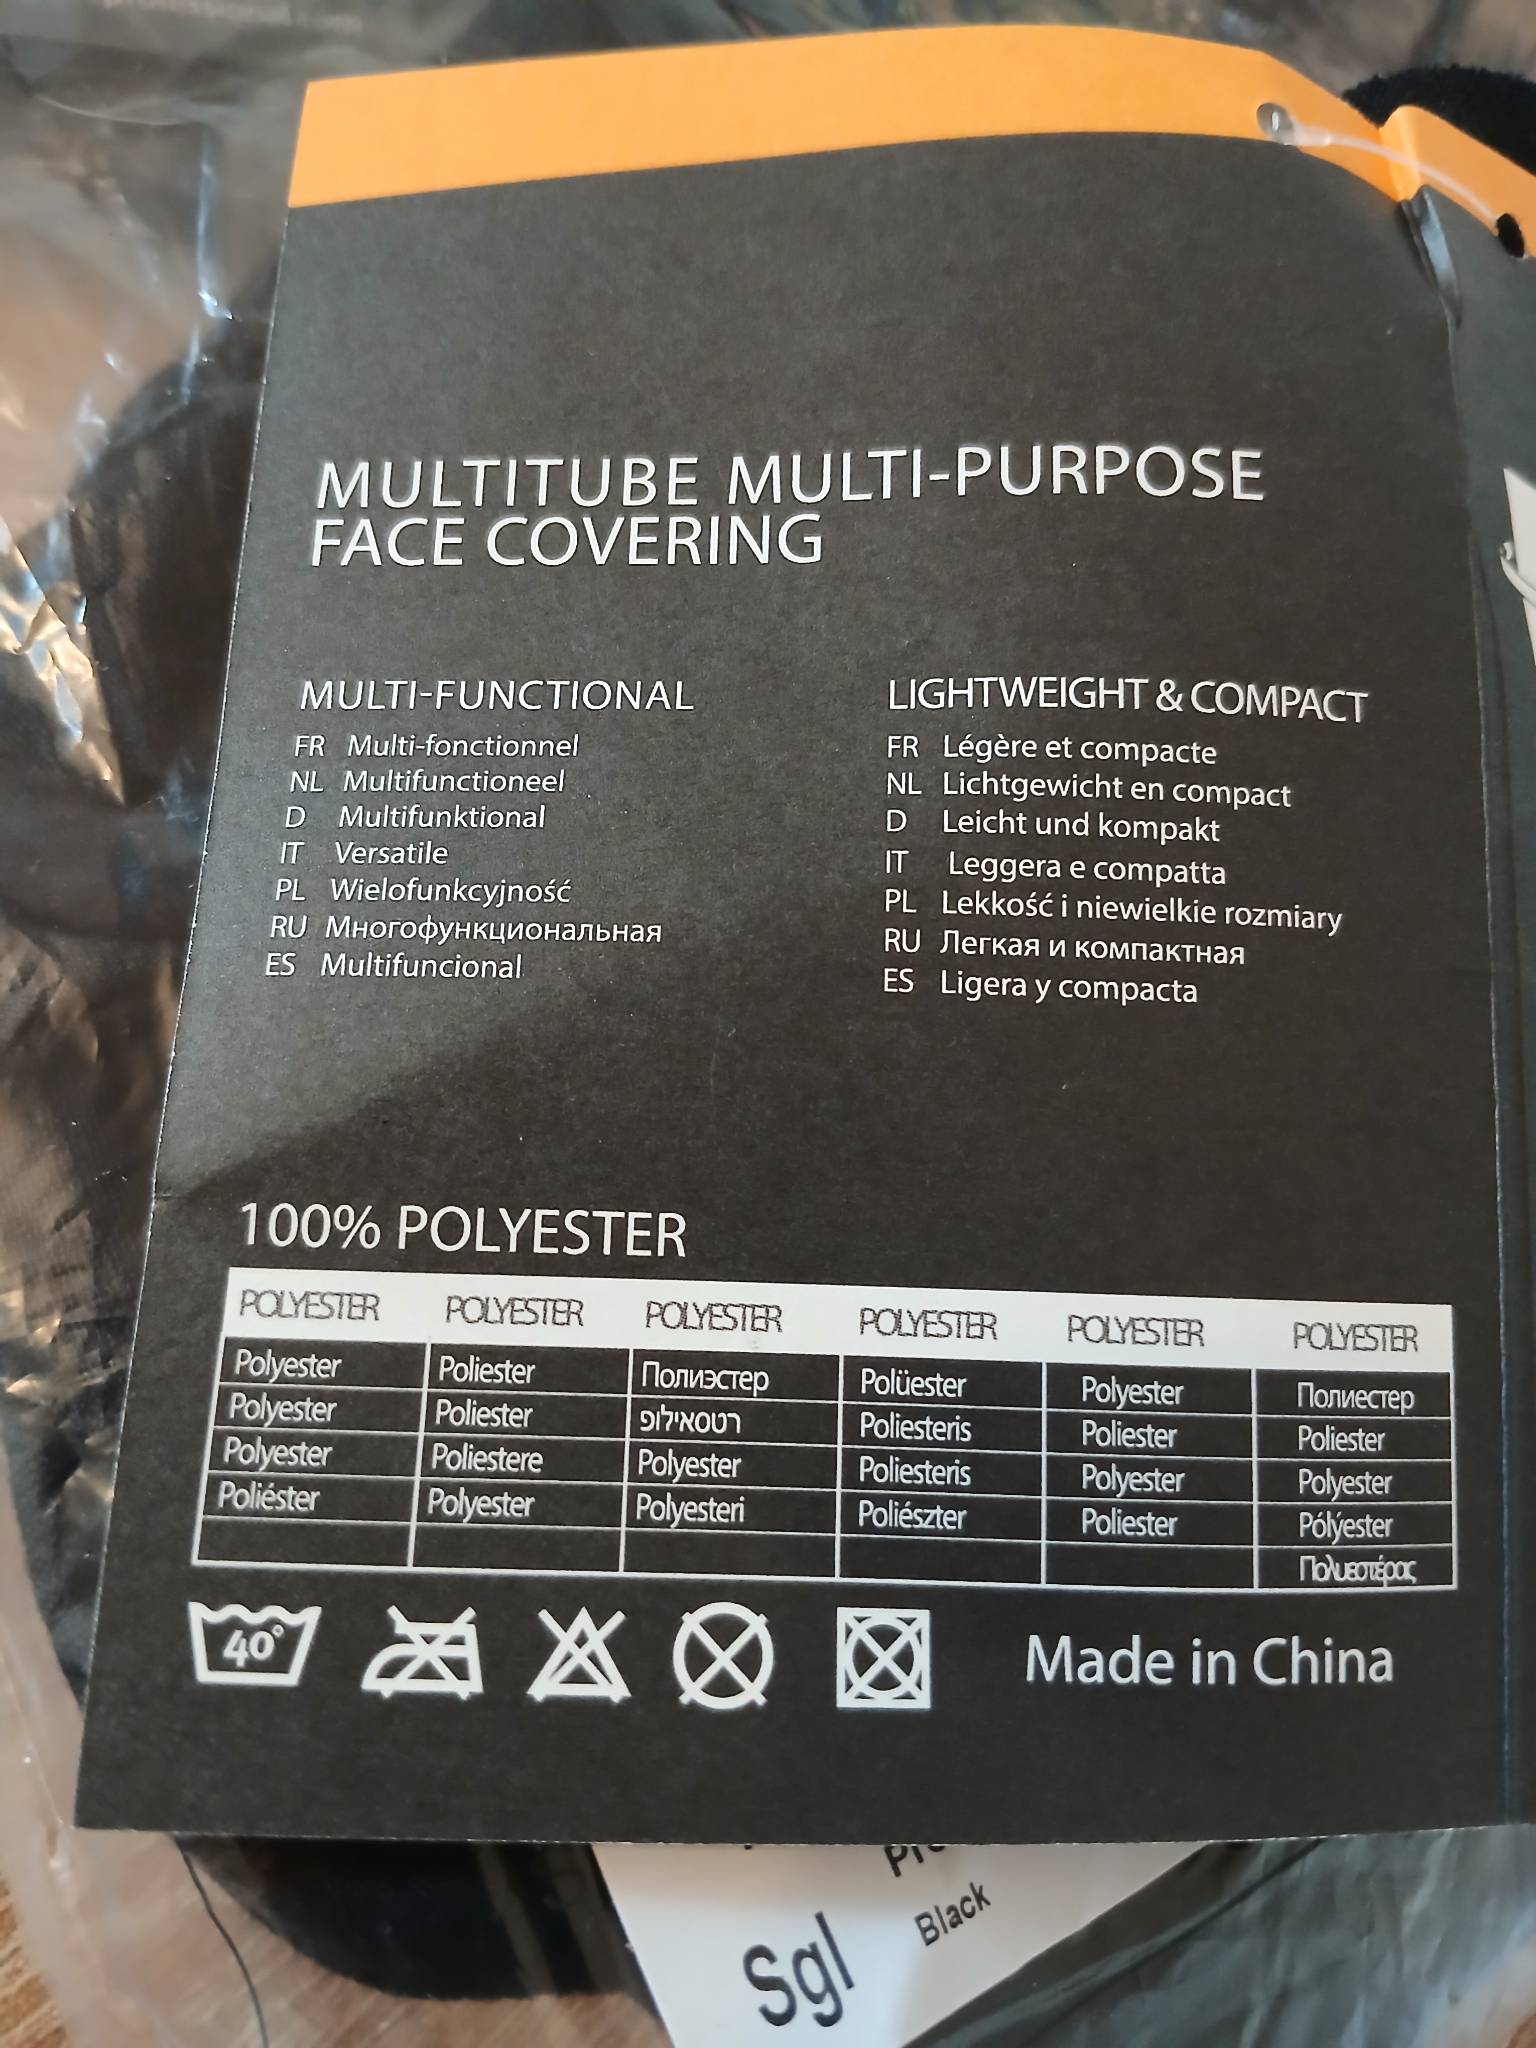 MULTITUBE MULTI-PURPOSE
FACE COVERING
MULTI-FUNCTIONAL
FR Multi-fonctionnel
NL Multifunctioneel
D Multifunktional
IT Versatile
PL Wielofunkcyjność
RU Многофункциональная
ES Multifuncional
LIGHTWEIGHT & COMPACT
FR Légère et compacte
NL Lichtgewicht en compact
D Leicht und kompakt
IT Leggera e compatta
PL Lekkość i niewielkie rozmiary
RU Легкая и компактная
ES Ligera y compacta
100% POLYESTER
POLYESTER POLYESTER POLYESTER POLYESTER POLYESTER POLYESTER
Polyester Poliester Полиэстер Polüester Polyester Полиестер
Polyester Poliester רטסאילופ Poliesteris Poliester Poliester
Polyester Poliestere Polyester Poliesteris Polyester Polyester
Poliéster Polyester Polyesteri Poliészter Poliester Pólýester
Πολυεστέρας
40° Made in China
Black
Sgl